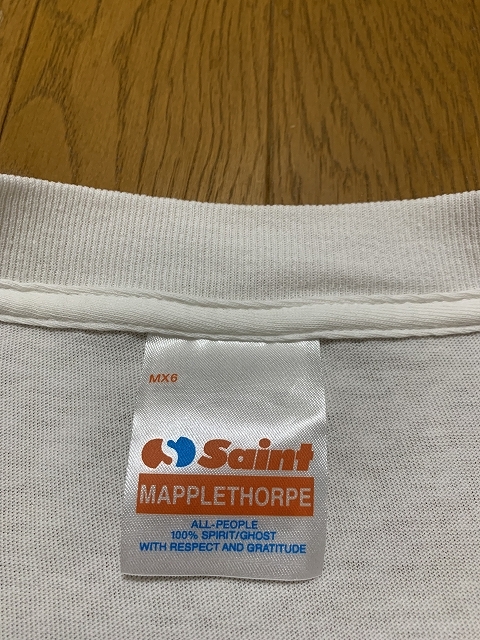 MX6
Saint
MAPPLETHORPE
ALL-PEOPLE
100% SPIRIT/GHOST
WITH RESPECT AND GRATITUDE